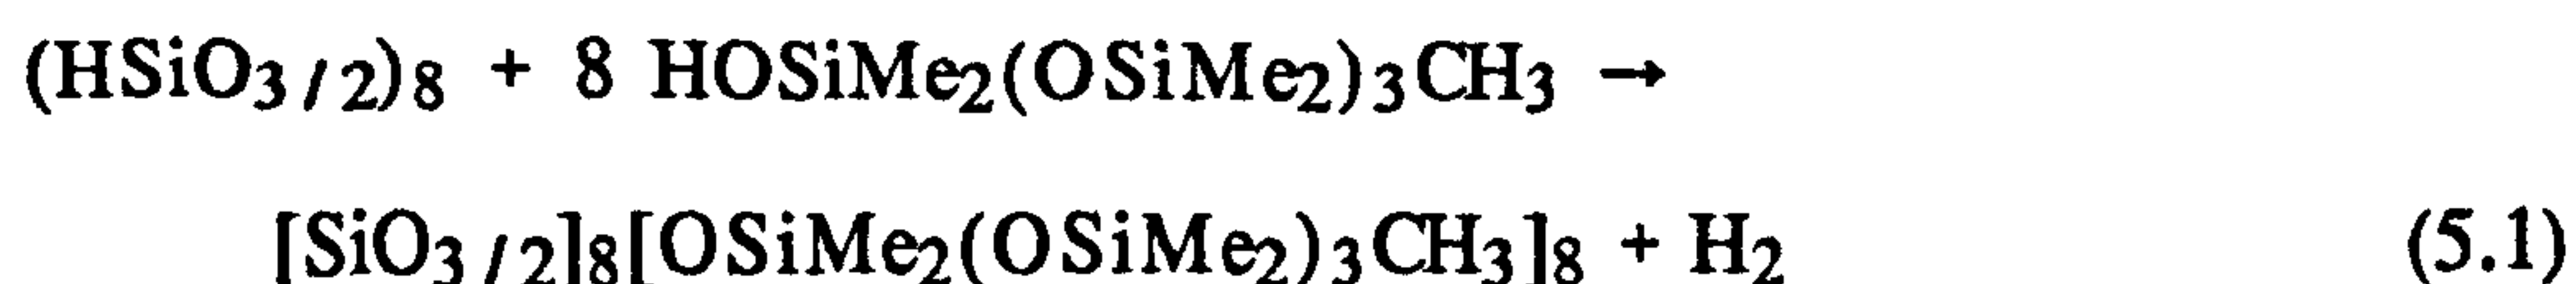 (HSiO3/2)8 + 8 HOSiMe2(OSiMe2)3CH3 →
[SiO3/2]8[OSiMe2(OSiMe2)3CH3]8 + H2 (5.1)